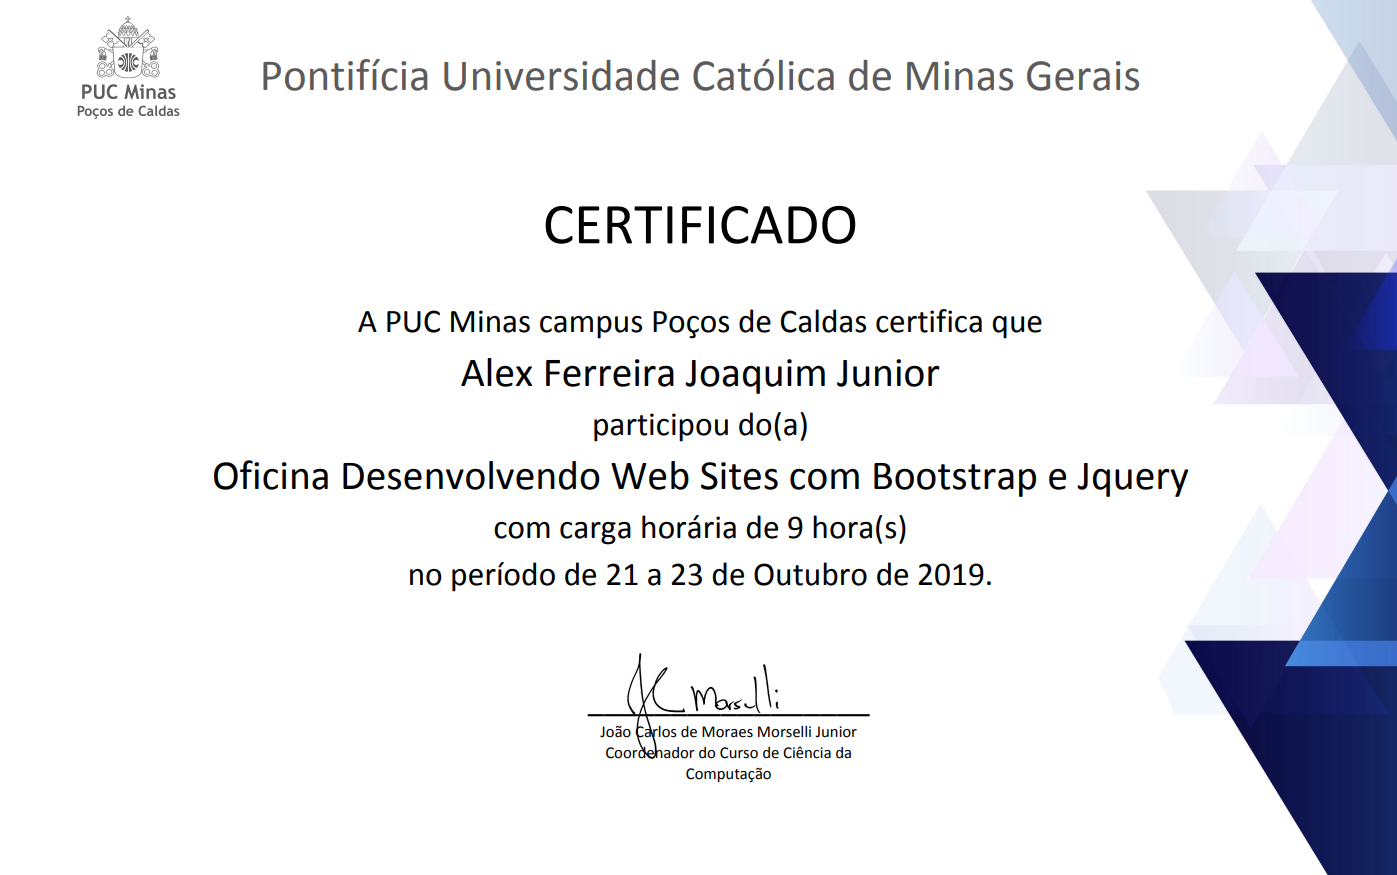 PUC Minas
Poços de Caldas
Pontifícia Universidade Católica de Minas Gerais
CERTIFICADO
A PUC Minas campus Poços de Caldas certifica que
Alex Ferreira Joaquim Junior
participou do(a)
Oficina Desenvolvendo Web Sites com Bootstrap e Jquery
com carga horária de 9 hora(s)
no período de 21 a 23 de Outubro de 2019.
JC Morselli
João Carlos de Moraes Morselli Junior
Coordenador do Curso de Ciência da
Computação